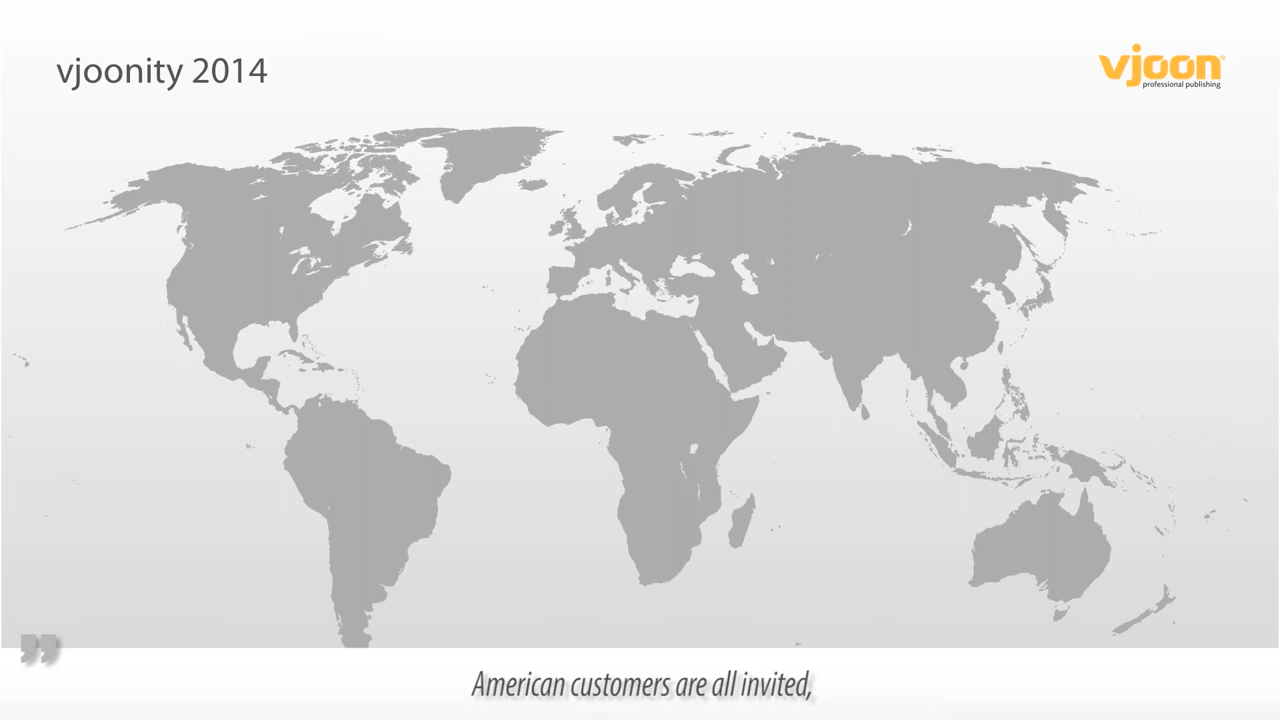 vjoonity 2014
vjoon®
professional publishing
”
American customers are all invited,